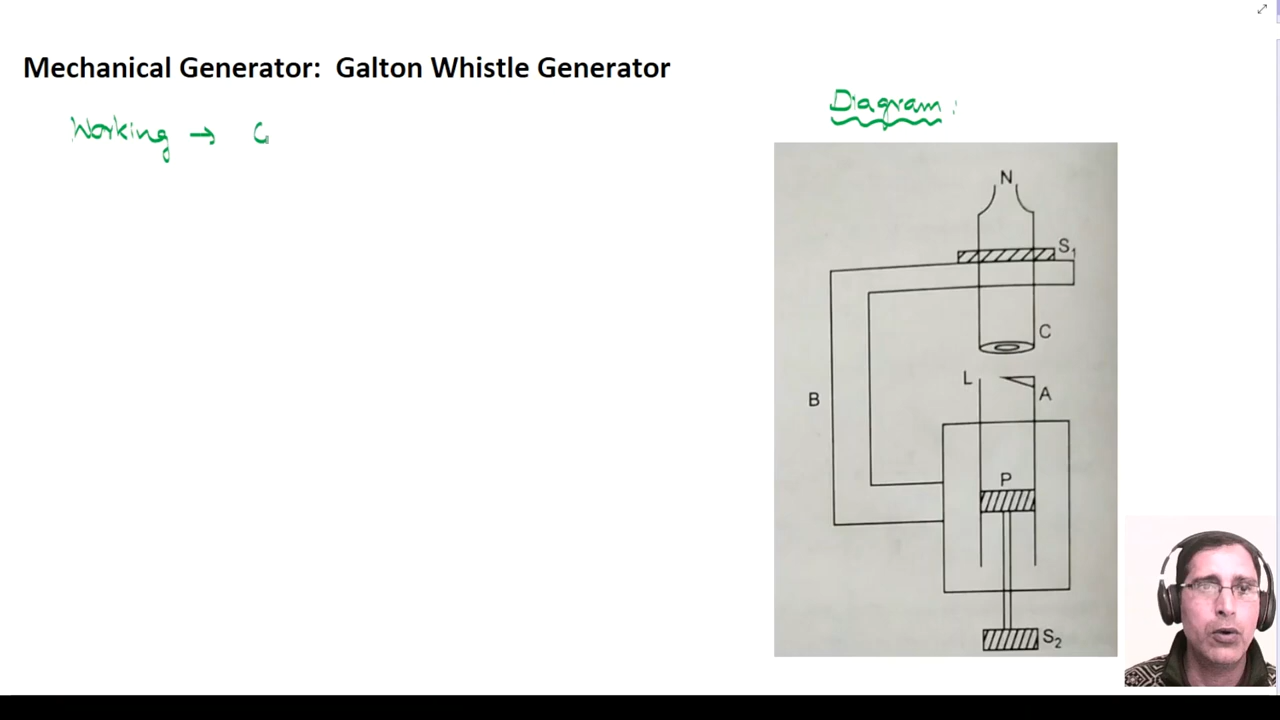 Mechanical Generator: Galton Whistle Generator
Diagram:
Working → C
N
S₁
C
L
A
B
P
S₂